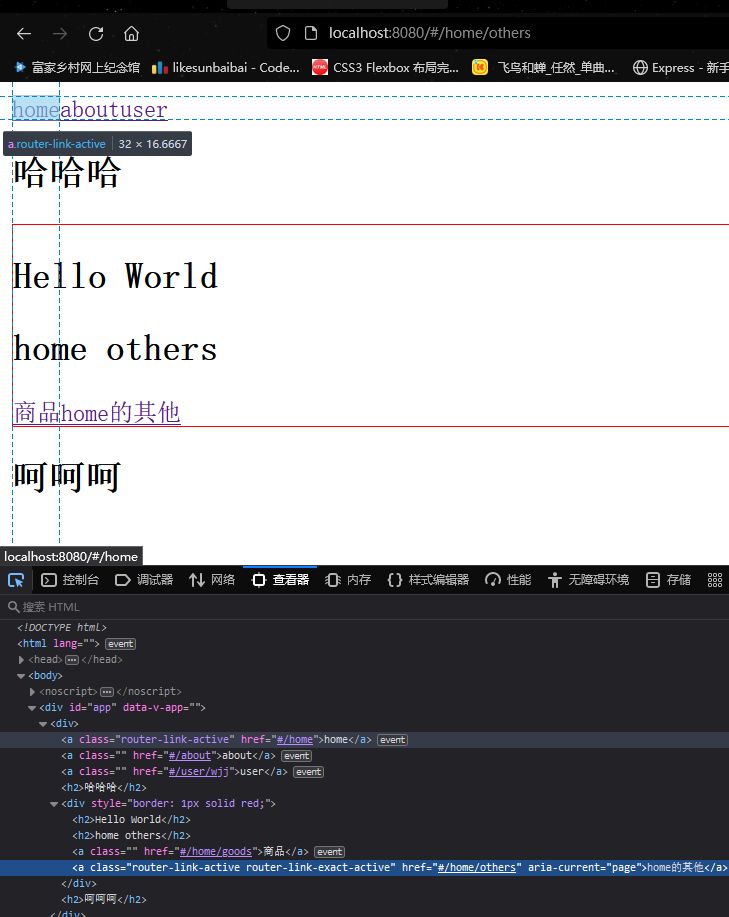 localhost:8080/#/home/others
富家乡村网上纪念馆 likesunbaibai - Code... CSS3 Flexbox 布局完... 飞鸟和蝉_任然_单曲... Express - 新手
homeaboutuser
a.router-link-active 32 × 16.6667
哈哈哈
Hello World
home others
商品home的其他
呵呵呵
localhost:8080/#/home
控制台 调试器 网络 查看器 内存 样式编辑器 性能 无障碍环境 存储
搜索 HTML
<!DOCTYPE html>
<html lang=""> event
<head> ••• </head>
<body>
<noscript> ••• </noscript>
<div id="app" data-v-app="">
<div>
<a class="router-link-active" href="#/home">home</a> event
<a class="" href="#/about">about</a> event
<a class="" href="#/user/wjj">user</a> event
<h2>哈哈哈</h2>
<div style="border: 1px solid red;">
<h2>Hello World</h2>
<h2>home others</h2>
<a class="" href="#/home/goods">商品</a> event
<a class="router-link-active router-link-exact-active" href="#/home/others" aria-current="page">home的其他</a>
</div>
<h2>呵呵呵</h2>
</div>